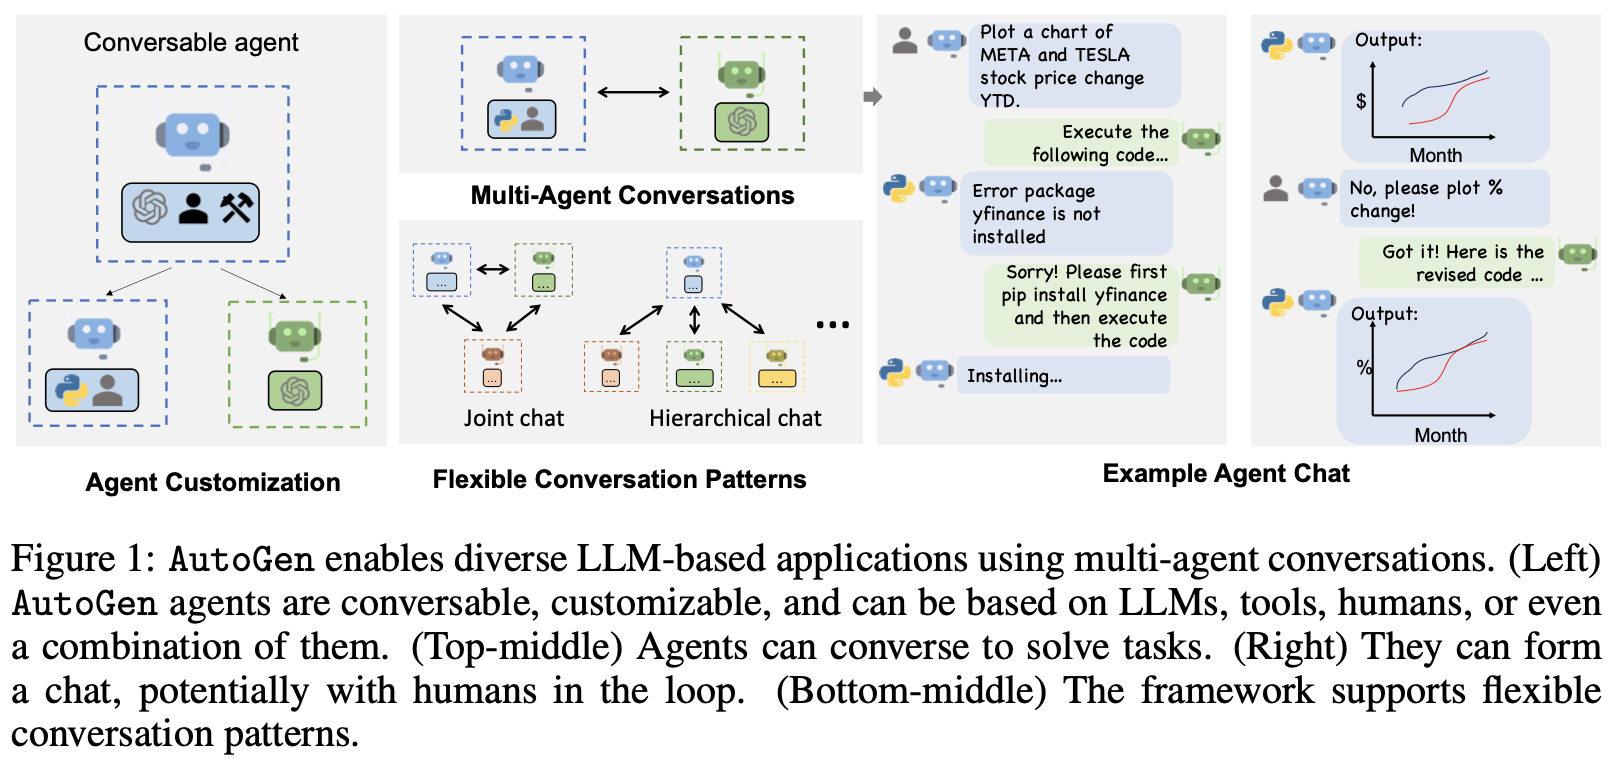 Conversable agent
Agent Customization
Multi-Agent Conversations
...
...
...
...
...
...
...
...
Joint chat
Hierarchical chat
Flexible Conversation Patterns
Plot a chart of
META and TESLA
stock price change
YTD.
Execute the
following code...
Error package
yfinance is not
installed
Sorry! Please first
pip install yfinance
and then execute
the code
Installing...
Output:
$
Month
No, please plot %
change!
Got it! Here is the
revised code ...
Output:
%
Month
Example Agent Chat
Figure 1: AutoGen enables diverse LLM-based applications using multi-agent conversations. (Left)
AutoGen agents are conversable, customizable, and can be based on LLMs, tools, humans, or even
a combination of them. (Top-middle) Agents can converse to solve tasks. (Right) They can form
a chat, potentially with humans in the loop. (Bottom-middle) The framework supports flexible
conversation patterns.